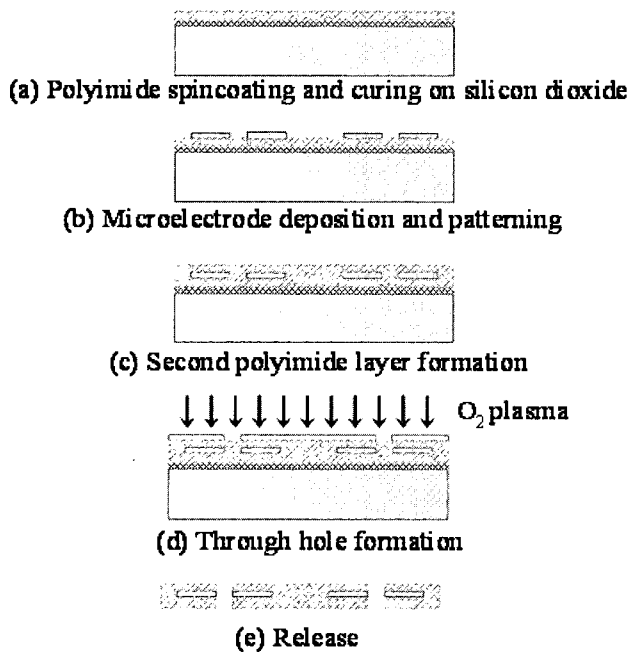 (a) Polyimide spincoating and curing on silicon dioxide
(b) Microelectrode deposition and patterning
(c) Second polyimide layer formation
O2 plasma
(d) Through hole formation
(e) Release